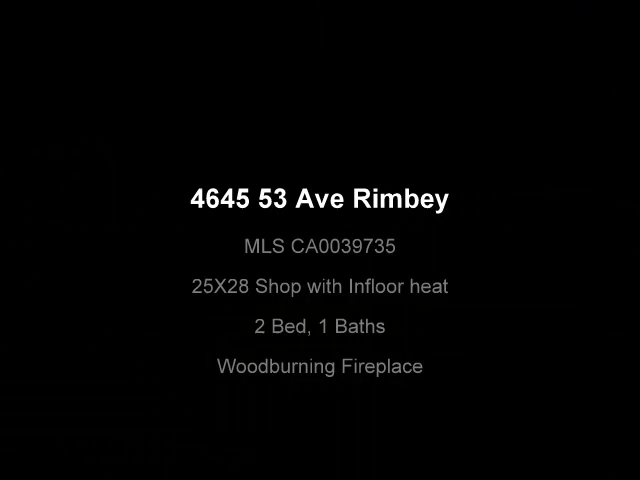 4645 53 Ave Rimbey
MLS CA0039735
25X28 Shop with Infloor heat
2 Bed, 1 Baths
Woodburning Fireplace